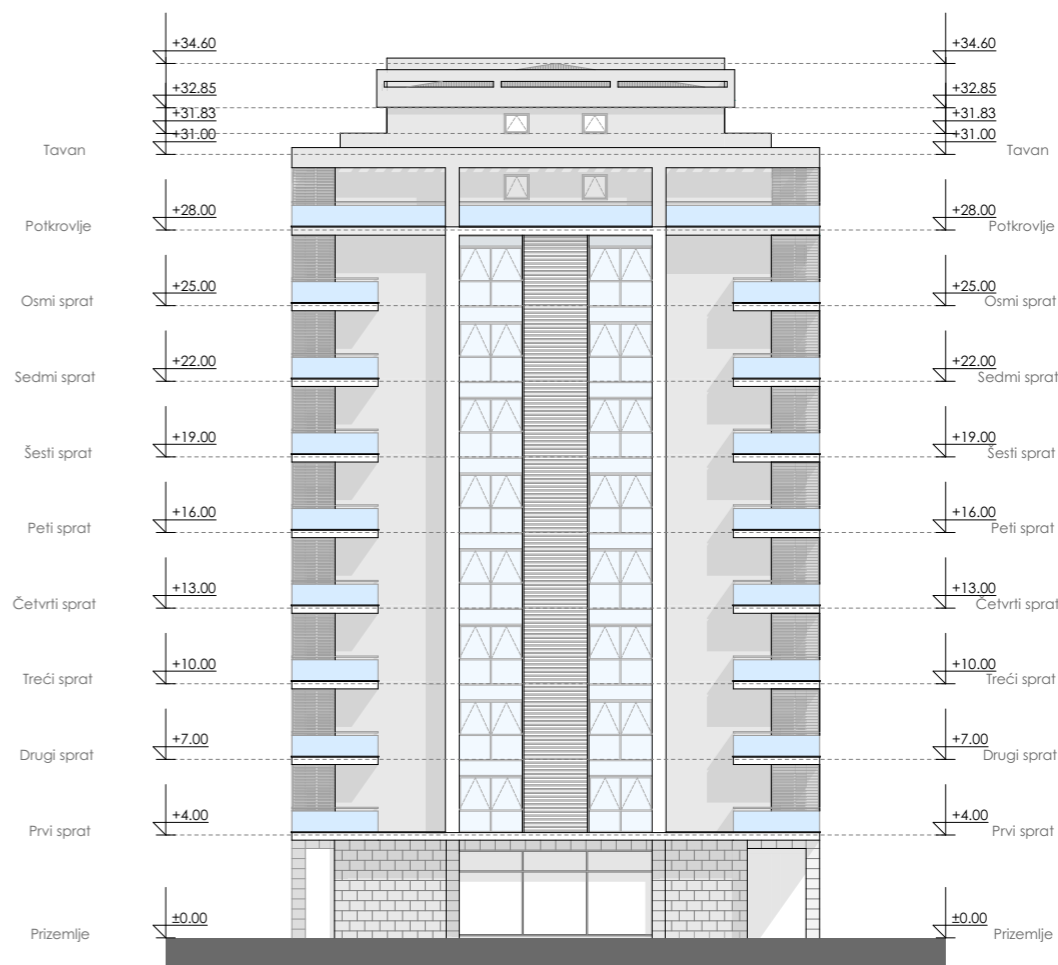 +34.60 +34.60
+32.85 +32.85
+31.83 +31.83
+31.00 +31.00
Tavan Tavan
+28.00 +28.00
Potkrovlje Potkrovlje
+25.00 +25.00
Osmi sprat Osmi sprat
+22.00 +22.00
Sedmi sprat Sedmi sprat
+19.00 +19.00
Šesti sprat Šesti sprat
+16.00 +16.00
Peti sprat Peti sprat
+13.00 +13.00
Četvrti sprat Četvrti sprat
+10.00 +10.00
Treći sprat Treći sprat
+7.00 +7.00
Drugi sprat Drugi sprat
+4.00 +4.00
Prvi sprat Prvi sprat
±0.00 ±0.00
Prizemlje Prizemlje